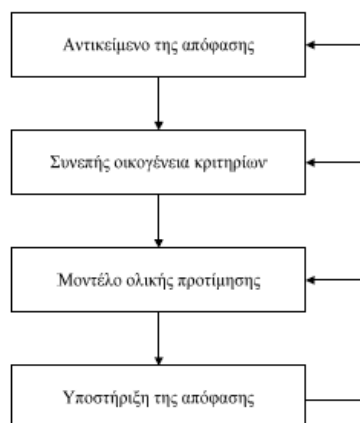 Αντικείμενο της απόφασης
Συνεπής οικογένεια κριτηρίων
Μοντέλο ολικής προτίμησης
Υποστήριξη της απόφασης